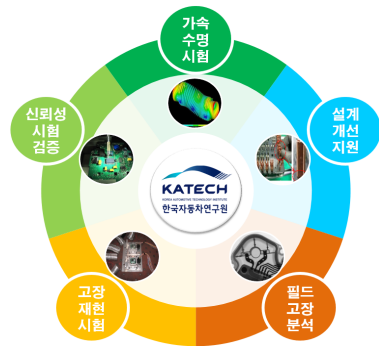 가속
수명
시험
신뢰성
시험
검증
설계
개선
지원
KATECH
KOREA AUTOMOTIVE TECHNOLOGY INSTITUTE
한국자동차연구원
고장
재현
시험
필드
고장
분석